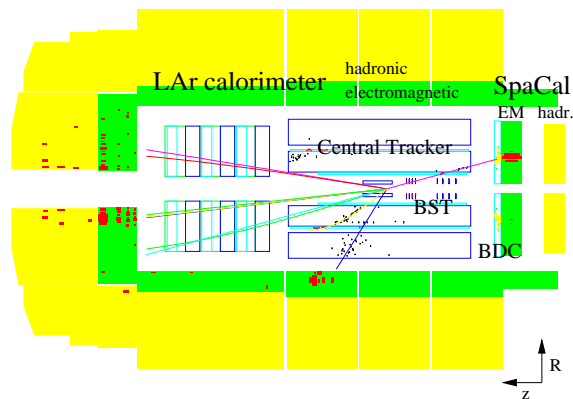 LAr calorimeter
hadronic
electromagnetic
SpaCal
EM hadr.
Central Tracker
BST
BDC
R
z